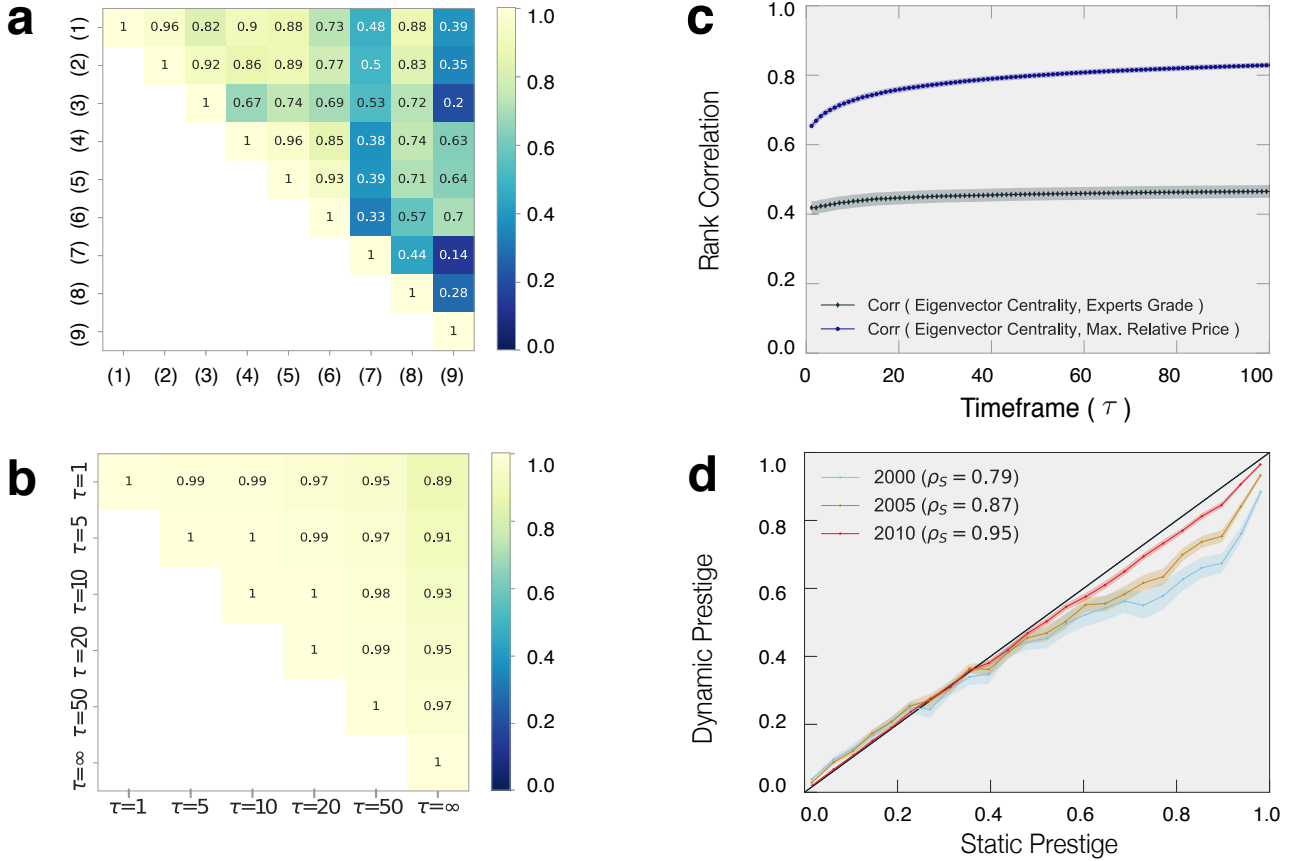 a
(1) 1 0.96 0.82 0.9 0.88 0.73 0.48 0.88 0.39
(2) 1 0.92 0.86 0.89 0.77 0.5 0.83 0.35
(3) 1 0.67 0.74 0.69 0.53 0.72 0.2
(4) 1 0.96 0.85 0.38 0.74 0.63
(5) 1 0.93 0.39 0.71 0.64
(6) 1 0.33 0.57 0.7
(7) 1 0.44 0.14
(8) 1 0.28
(9) 1
(1) (2) (3) (4) (5) (6) (7) (8) (9)
1.0
0.8
0.6
0.4
0.2
0.0
b
τ=1 1 0.99 0.99 0.97 0.95 0.89
τ=5 1 1 0.99 0.97 0.91
τ=10 1 1 0.98 0.93
τ=20 1 0.99 0.95
τ=50 1 0.97
τ=∞ 1
τ=1 τ=5 τ=10 τ=20 τ=50 τ=∞
1.0
0.8
0.6
0.4
0.2
0.0
c
Rank Correlation
1.0
0.8
0.6
0.4
0.2
0.0
Corr ( Eigenvector Centrality, Experts Grade )
Corr ( Eigenvector Centrality, Max. Relative Price )
0 20 40 60 80 100
Timeframe ( τ )
d
Dynamic Prestige
1.0
0.8
0.6
0.4
0.2
0.0
2000 (ρS = 0.79)
2005 (ρS = 0.87)
2010 (ρS = 0.95)
0.0 0.2 0.4 0.6 0.8 1.0
Static Prestige